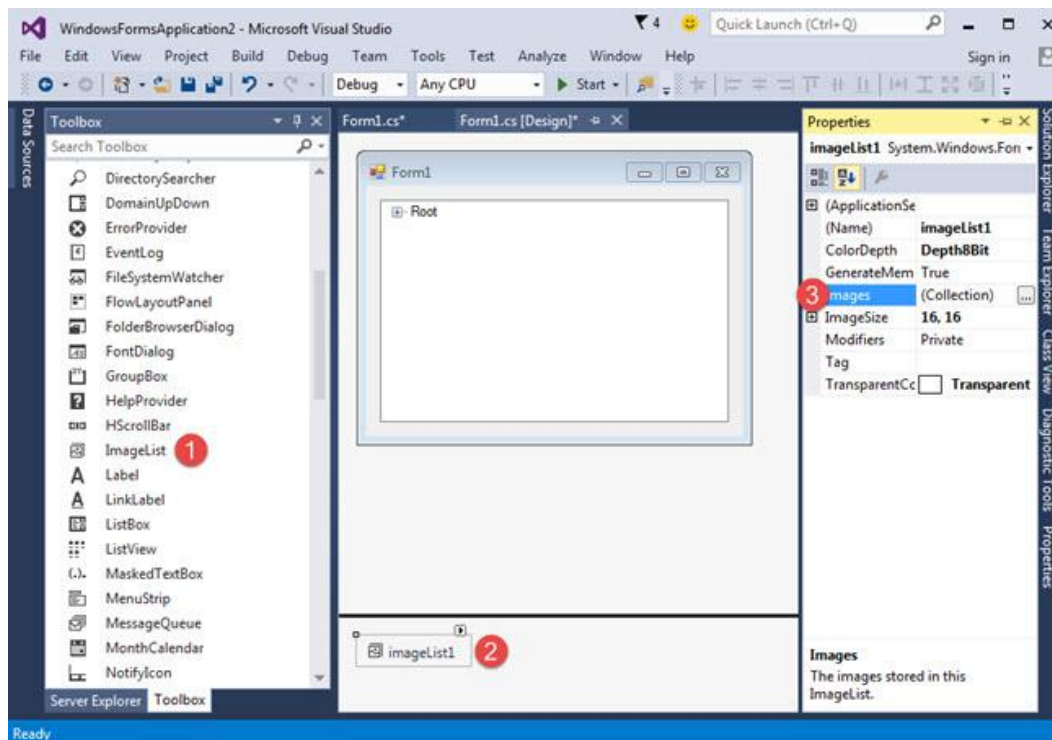 WindowsFormsApplication2 - Microsoft Visual Studio
4
Quick Launch (Ctrl+Q)
File Edit View Project Build Debug Team Tools Test Analyze Window Help
Sign in
Debug Any CPU Start
Data Sources
Toolbox
Search Toolbox
DirectorySearcher
DomainUpDown
ErrorProvider
EventLog
FileSystemWatcher
FlowLayoutPanel
FolderBrowserDialog
FontDialog
GroupBox
HelpProvider
HScrollBar
ImageList 1
Label
LinkLabel
ListBox
ListView
MaskedTextBox
MenuStrip
MessageQueue
MonthCalendar
NotifyIcon
Server Explorer Toolbox
Form1.cs* Form1.cs [Design]*
Form1
Root
imageList1 2
Properties
imageList1 System.Windows.Forn
(ApplicationSe
(Name) imageList1
ColorDepth Depth8Bit
GenerateMem True
3 mages (Collection) ...
ImageSize 16, 16
Modifiers Private
Tag
TransparentCc Transparent
Images
The images stored in this
ImageList.
Solution Explorer Team Explorer Class View Diagnostic Tools Properties
Ready